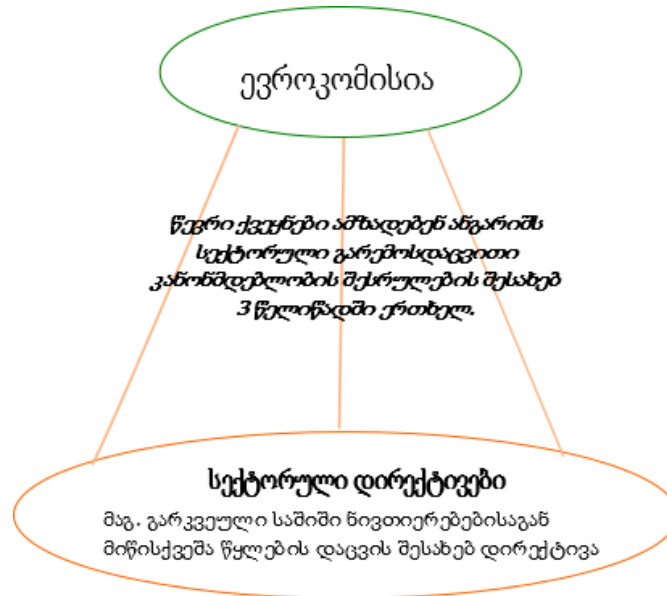 ევროკომისია
წევრი ქვეყნები ამზადებენ ანგარიშს
სექტორული გარემოსდაცვითი
კანონმდებლობის შესრულების შესახებ
3 წელიწადში ერთხელ.
სექტორული დირექტივები
მაგ. გარკვეული საშიში ნივთიერებებისაგან
მიწისქვეშა წყლების დაცვის შესახებ დირექტივა